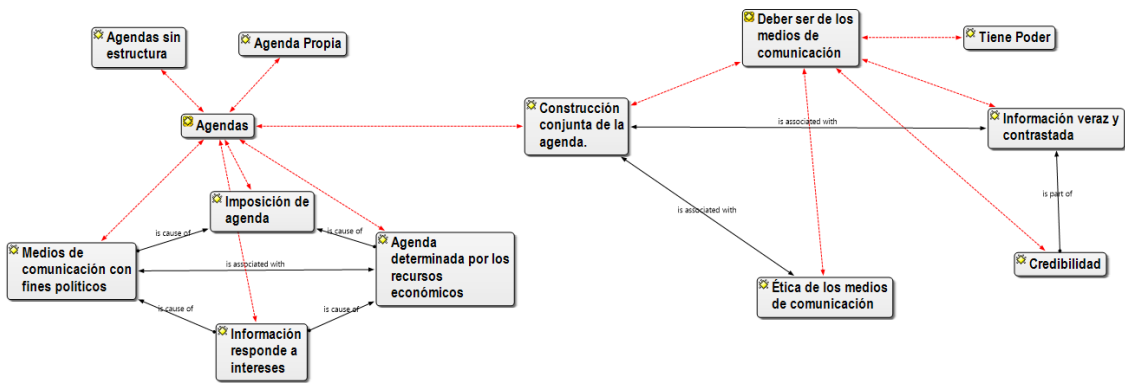 Agendas sin
estructura
Agenda Propia
Deber ser de los
medios de
comunicación
Tiene Poder
Agendas
Construcción
conjunta de la
agenda.
is associated with
Información veraz y
contrastada
is part of
Imposición de
agenda
is associated with
is cause of
is cause of
Medios de
comunicación con
fines politicos
is associated with
Agenda
determinada por los
recursos
económicos
Credibilidad
Ética de los medios
de comunicación
is cause of
is cause of
Información
responde a
intereses